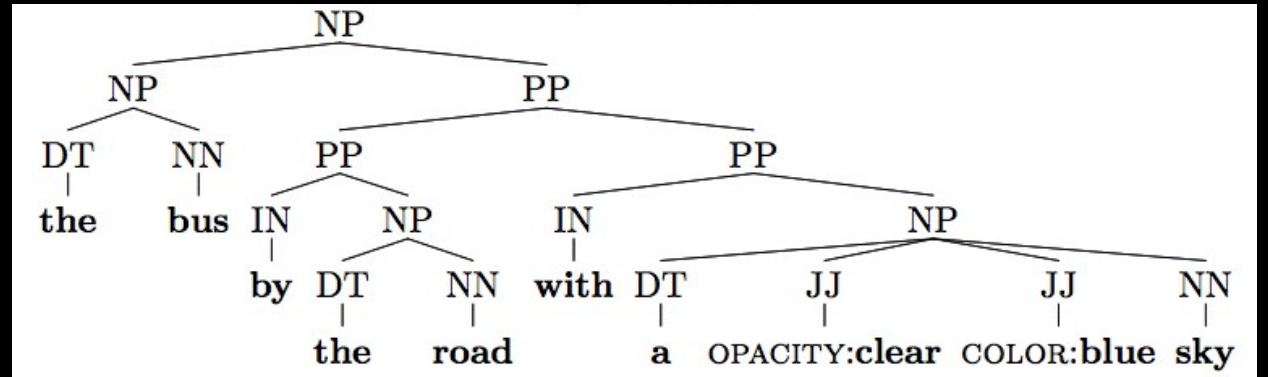 NP
NP PP
DT NN PP PP
the bus IN NP IN NP
by DT NN with DT JJ JJ NN
the road a OPACITY:clear COLOR:blue sky